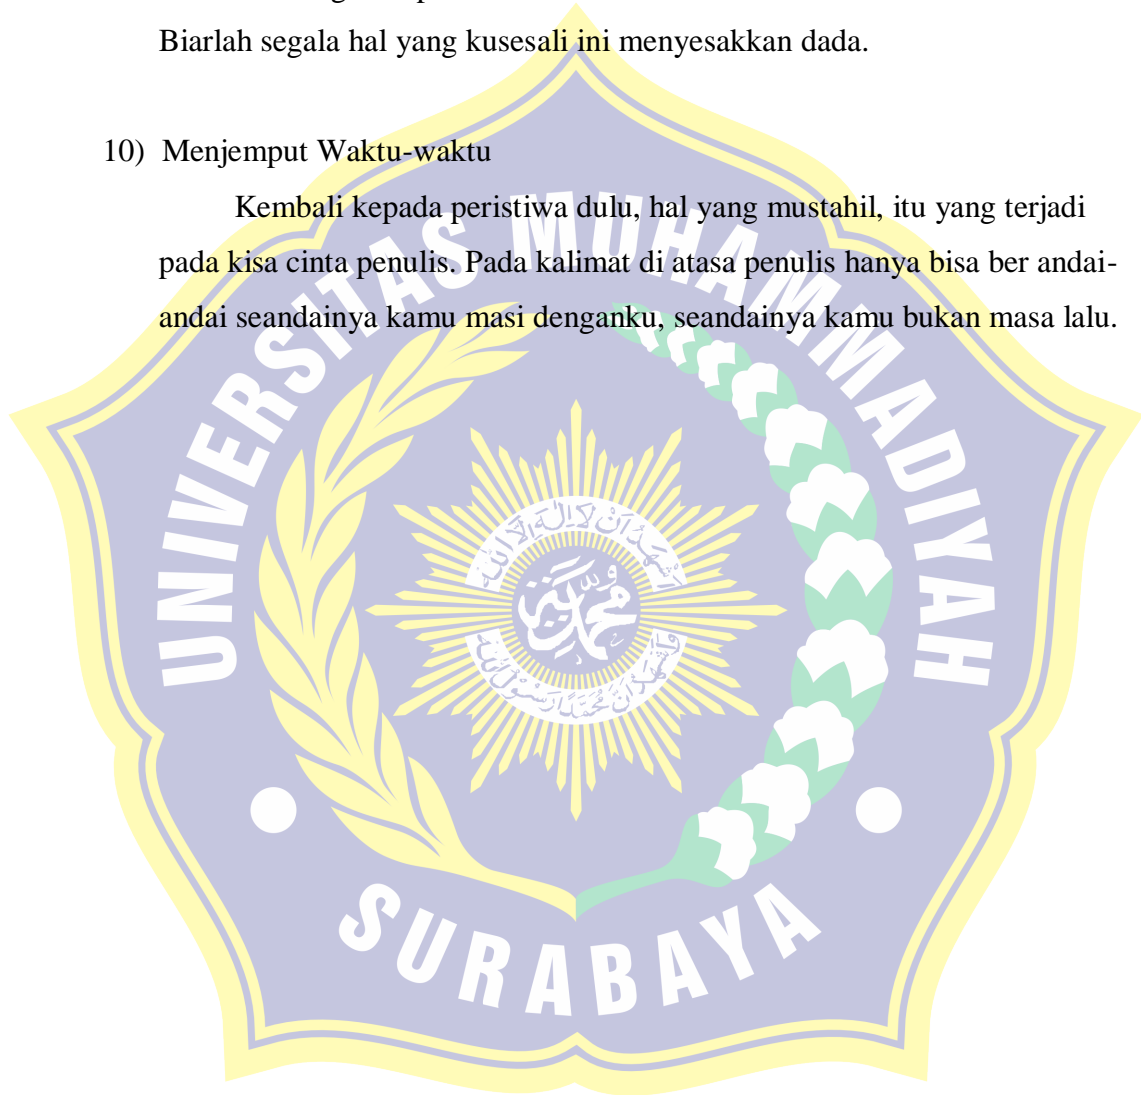 Biarlah segala hal yang kusesali ini menyesakkan dada.
10) Menjemput Waktu-waktu
Kembali kepada peristiwa dulu, hal yang mustahil, itu yang terjadi
pada kisa cinta penulis. Pada kalimat di atasa penulis hanya bisa ber andai-
andai seandainya kamu masi denganku, seandainya kamu bukan masa lalu.
UNIVERSITAS MUHAMMADIYAH
SURABAYA